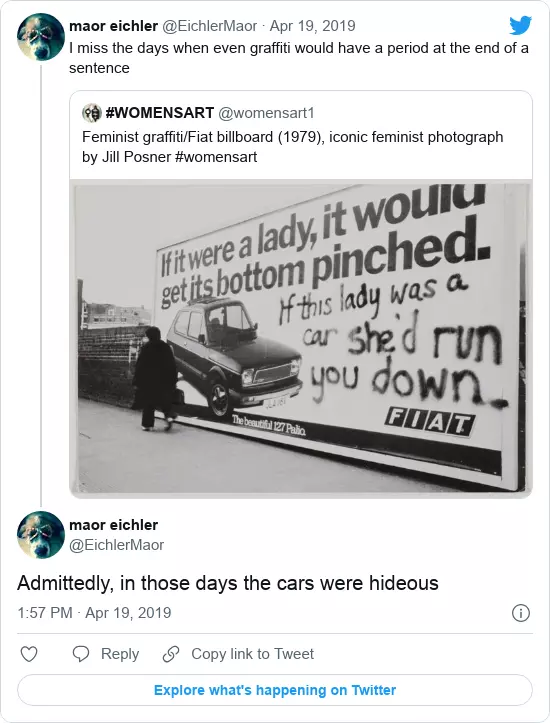 maor eichler @EichlerMaor · Apr 19, 2019
I miss the days when even graffiti would have a period at the end of a
sentence
#WOMENSART @womensart1
Feminist graffiti/Fiat billboard (1979), iconic feminist photograph
by Jill Posner #womensart
If it were a lady, it would
get its bottom pinched.
If this lady was a
car she'd run
you down.
The beautiful 127 Palio.
FIAT
maor eichler
@EichlerMaor
Admittedly, in those days the cars were hideous
1:57 PM · Apr 19, 2019
Reply
Copy link to Tweet
Explore what's happening on Twitter